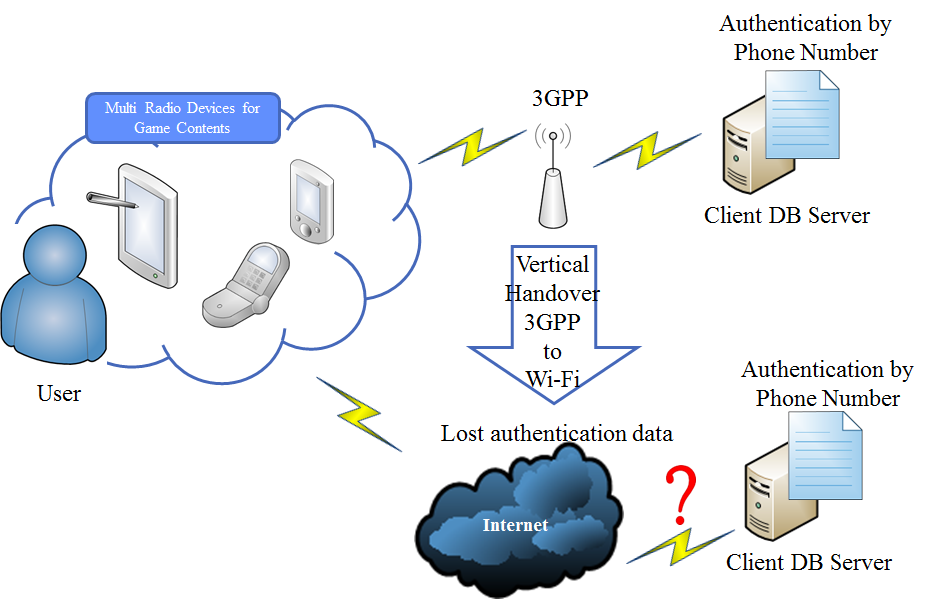 Authentication by
Phone Number
Multi Radio Devices for
Game Contents
3GPP
Client DB Server
Vertical
Handover
3GPP
to
Wi-Fi
User
Authentication by
Phone Number
Lost authentication data
?
Internet
Client DB Server